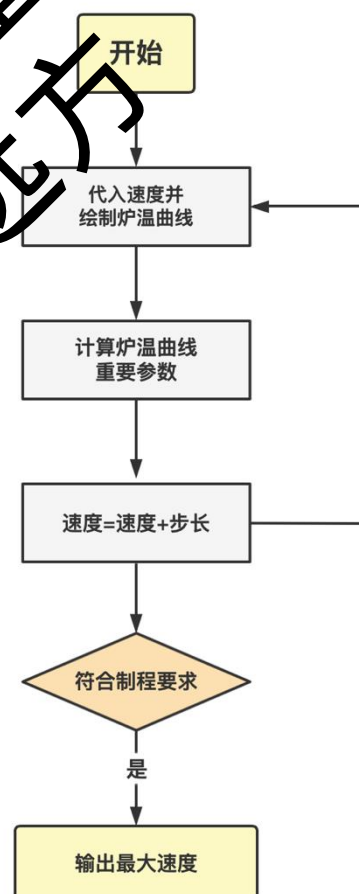 开始
远方
代入速度并
绘制炉温曲线
计算炉温曲线
重要参数
速度=速度+步长
符合制程要求
是
输出最大速度